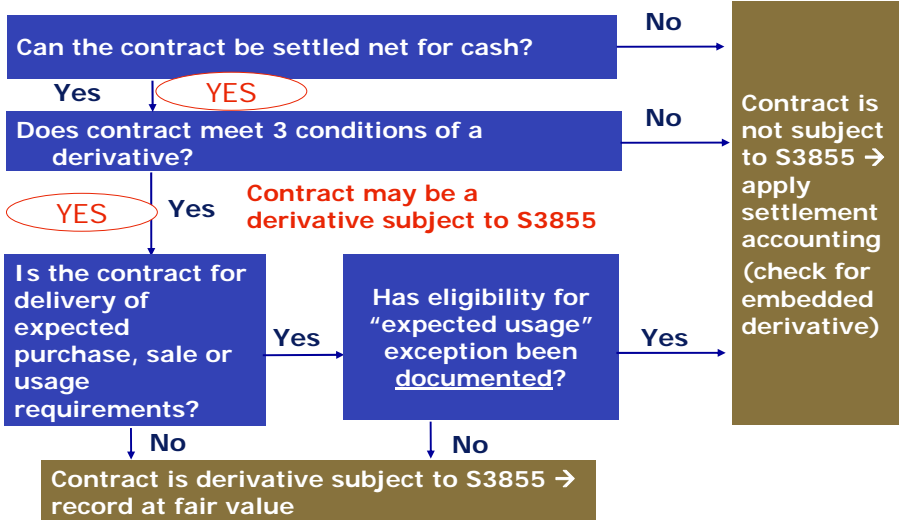 Can the contract be settled net for cash?
No
Yes
YES
Does contract meet 3 conditions of a
derivative?
No
YES
Yes
Contract may be a
derivative subject to S3855
Is the contract for
delivery of
expected
purchase, sale or
usage
requirements?
Yes
Has eligibility for
“expected usage”
exception been
documented?
Yes
Contract is
not subject
to S3855 →
apply
settlement
accounting
(check for
embedded
derivative)
No
No
Contract is derivative subject to S3855 →
record at fair value